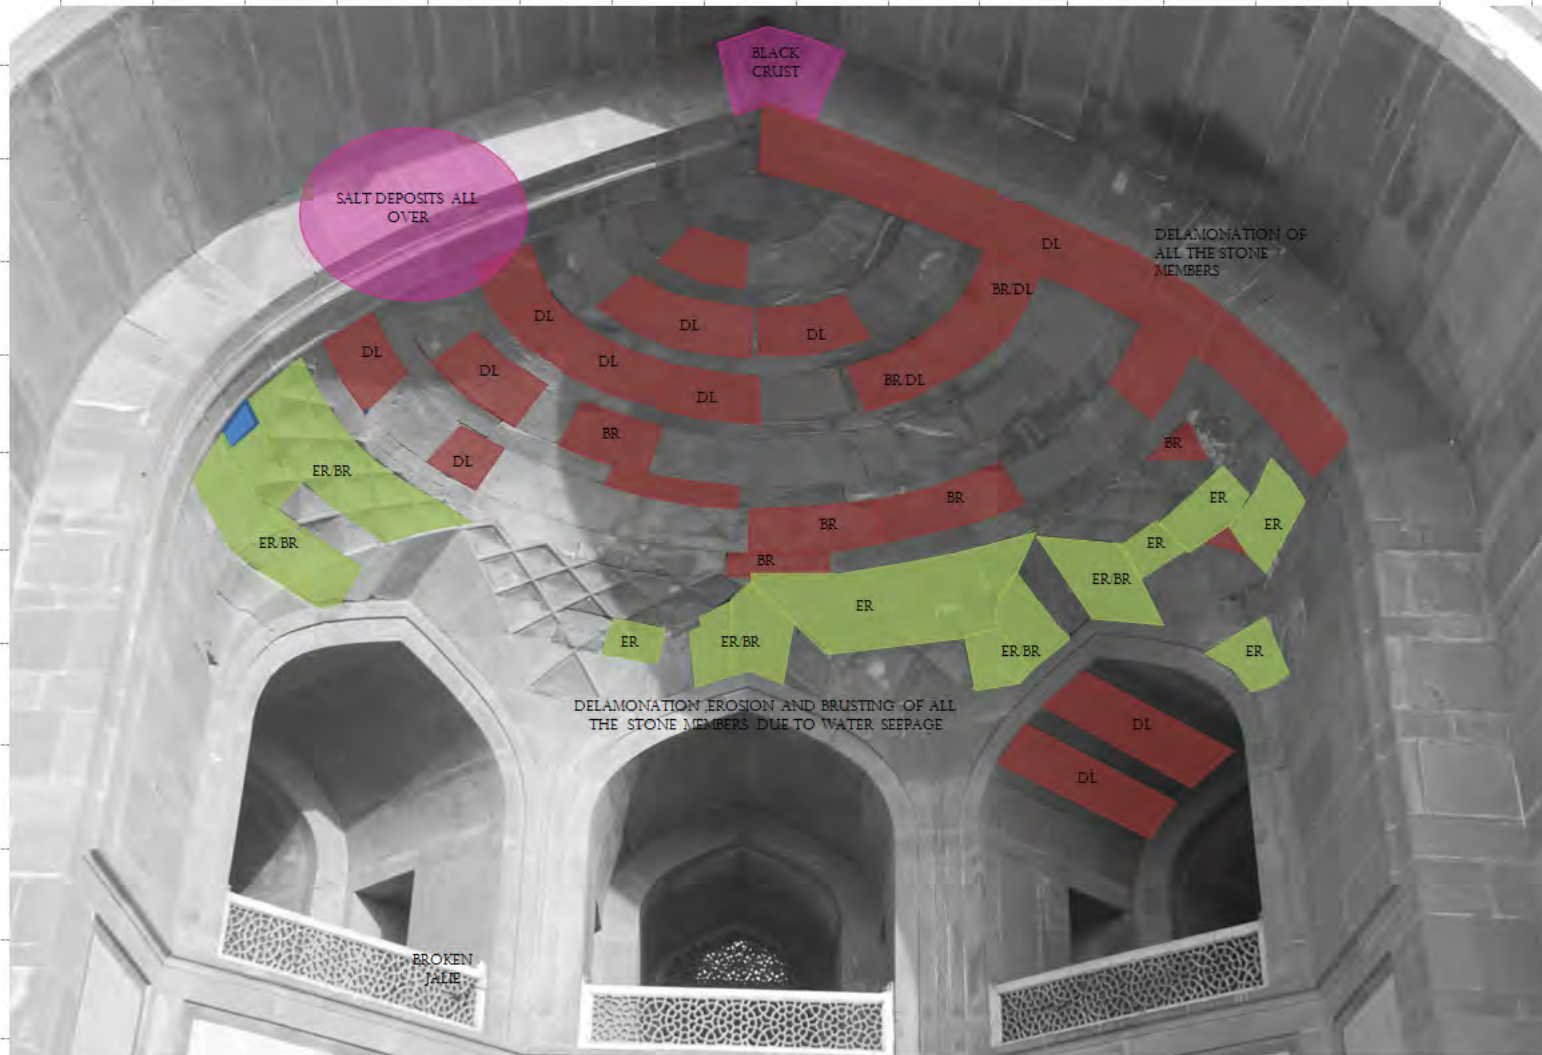 BLACK
CRUST
SALT DEPOSITS ALL
OVER
DL
DELAMONATION OF
ALL THE STONE
MEMBERS
BR/DL
DL
DL
DL
DL
DL
DL
BR/DL
DL
BR
BR
DL
ER/BR
BR
ER
BR
ER
ER/BR
ER
BR
ER/BR
ER
ER
ER/BR
ER/BR
ER
DELAMONATION ,EROSION AND BRUSTING OF ALL
THE STONE MEMBERS DUE TO WATER SEEPAGE
DL
DL
BROKEN
JALIE